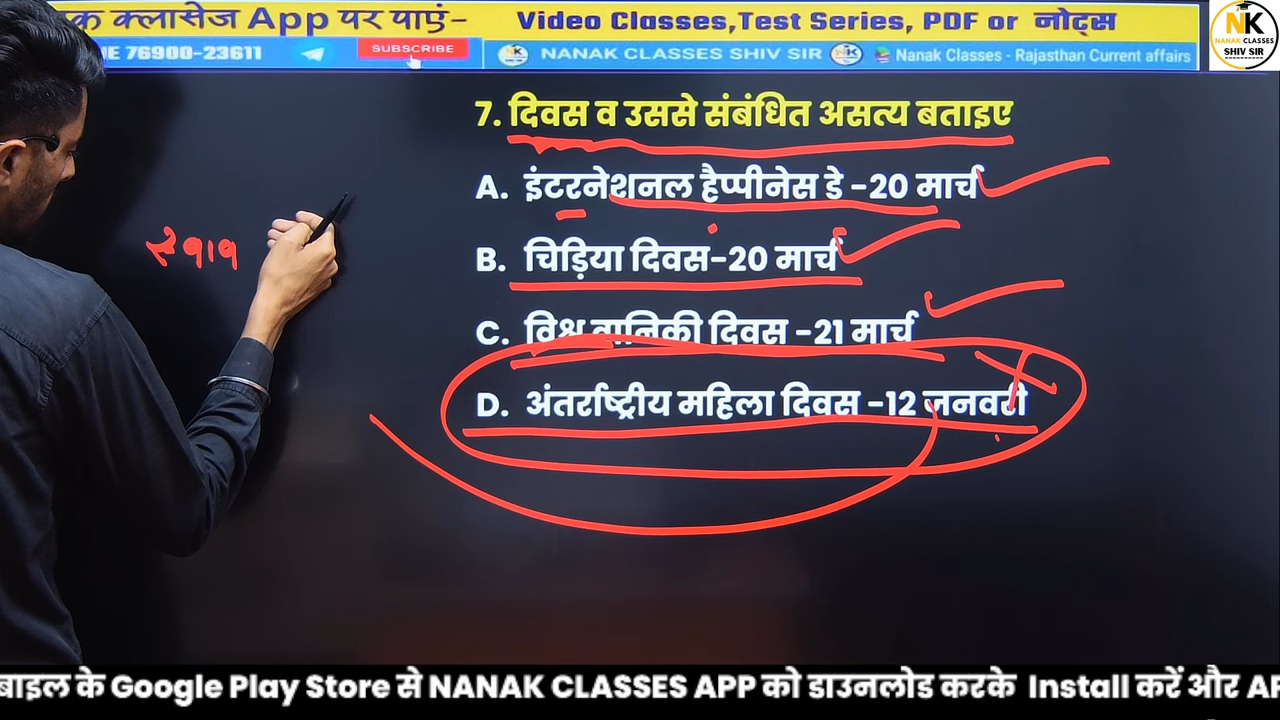 क क्लासेज App पर पाएं- Video Classes,Test Series, PDF or नोट्स
NK
NANAK CLASSES
SHIV SIR
76900-23611
SUBSCRIBE
NANAK CLASSES SHIV SIR
Nanak Classes - Rajasthan Current affairs
7. दिवस व उससे संबंधित असत्य बताइए
A. इंटरनेशनल हैप्पीनेस डे -20 मार्च
B. चिड़िया दिवस-20 मार्च
C. विश्व वानिकी दिवस -21 मार्च
D. अंतर्राष्ट्रीय महिला दिवस -12 जनवरी
बाइल के Google Play Store से NANAK CLASSES APP को डाउनलोड करके Install करें और